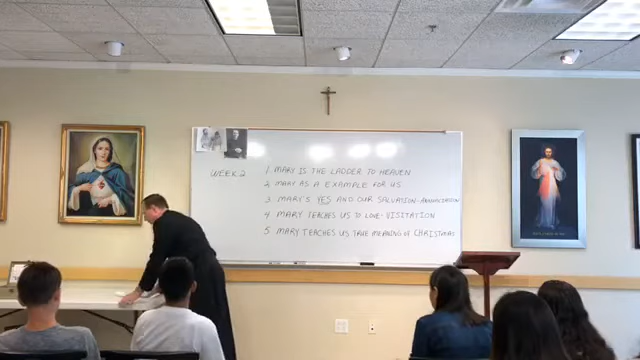 WEEK 2
1. MARY IS THE LADDER TO HEAVEN
2. MARY AS A EXAMPLE FOR US
3. MARY'S YES AND OUR SALVATION-ANNUNCIATION
4. MARY TEACHES US TO LOVE-VISITATION
5. MARY TEACHES US TRUE MEANING OF CHRISTMAS